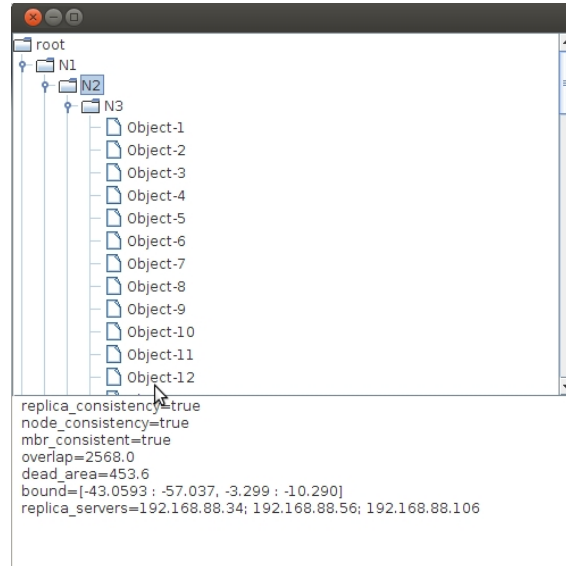 root
N1
N2
N3
Object-1
Object-2
Object-3
Object-4
Object-5
Object-6
Object-7
Object-8
Object-9
Object-10
Object-11
Object-12
replica_consistency=true
node_consistency=true
mbr_consistent=true
overlap=2568.0
dead_area=453.6
bound=[-43.0593 : -57.037, -3.299 : -10.290]
replica_servers=192.168.88.34; 192.168.88.56; 192.168.88.106